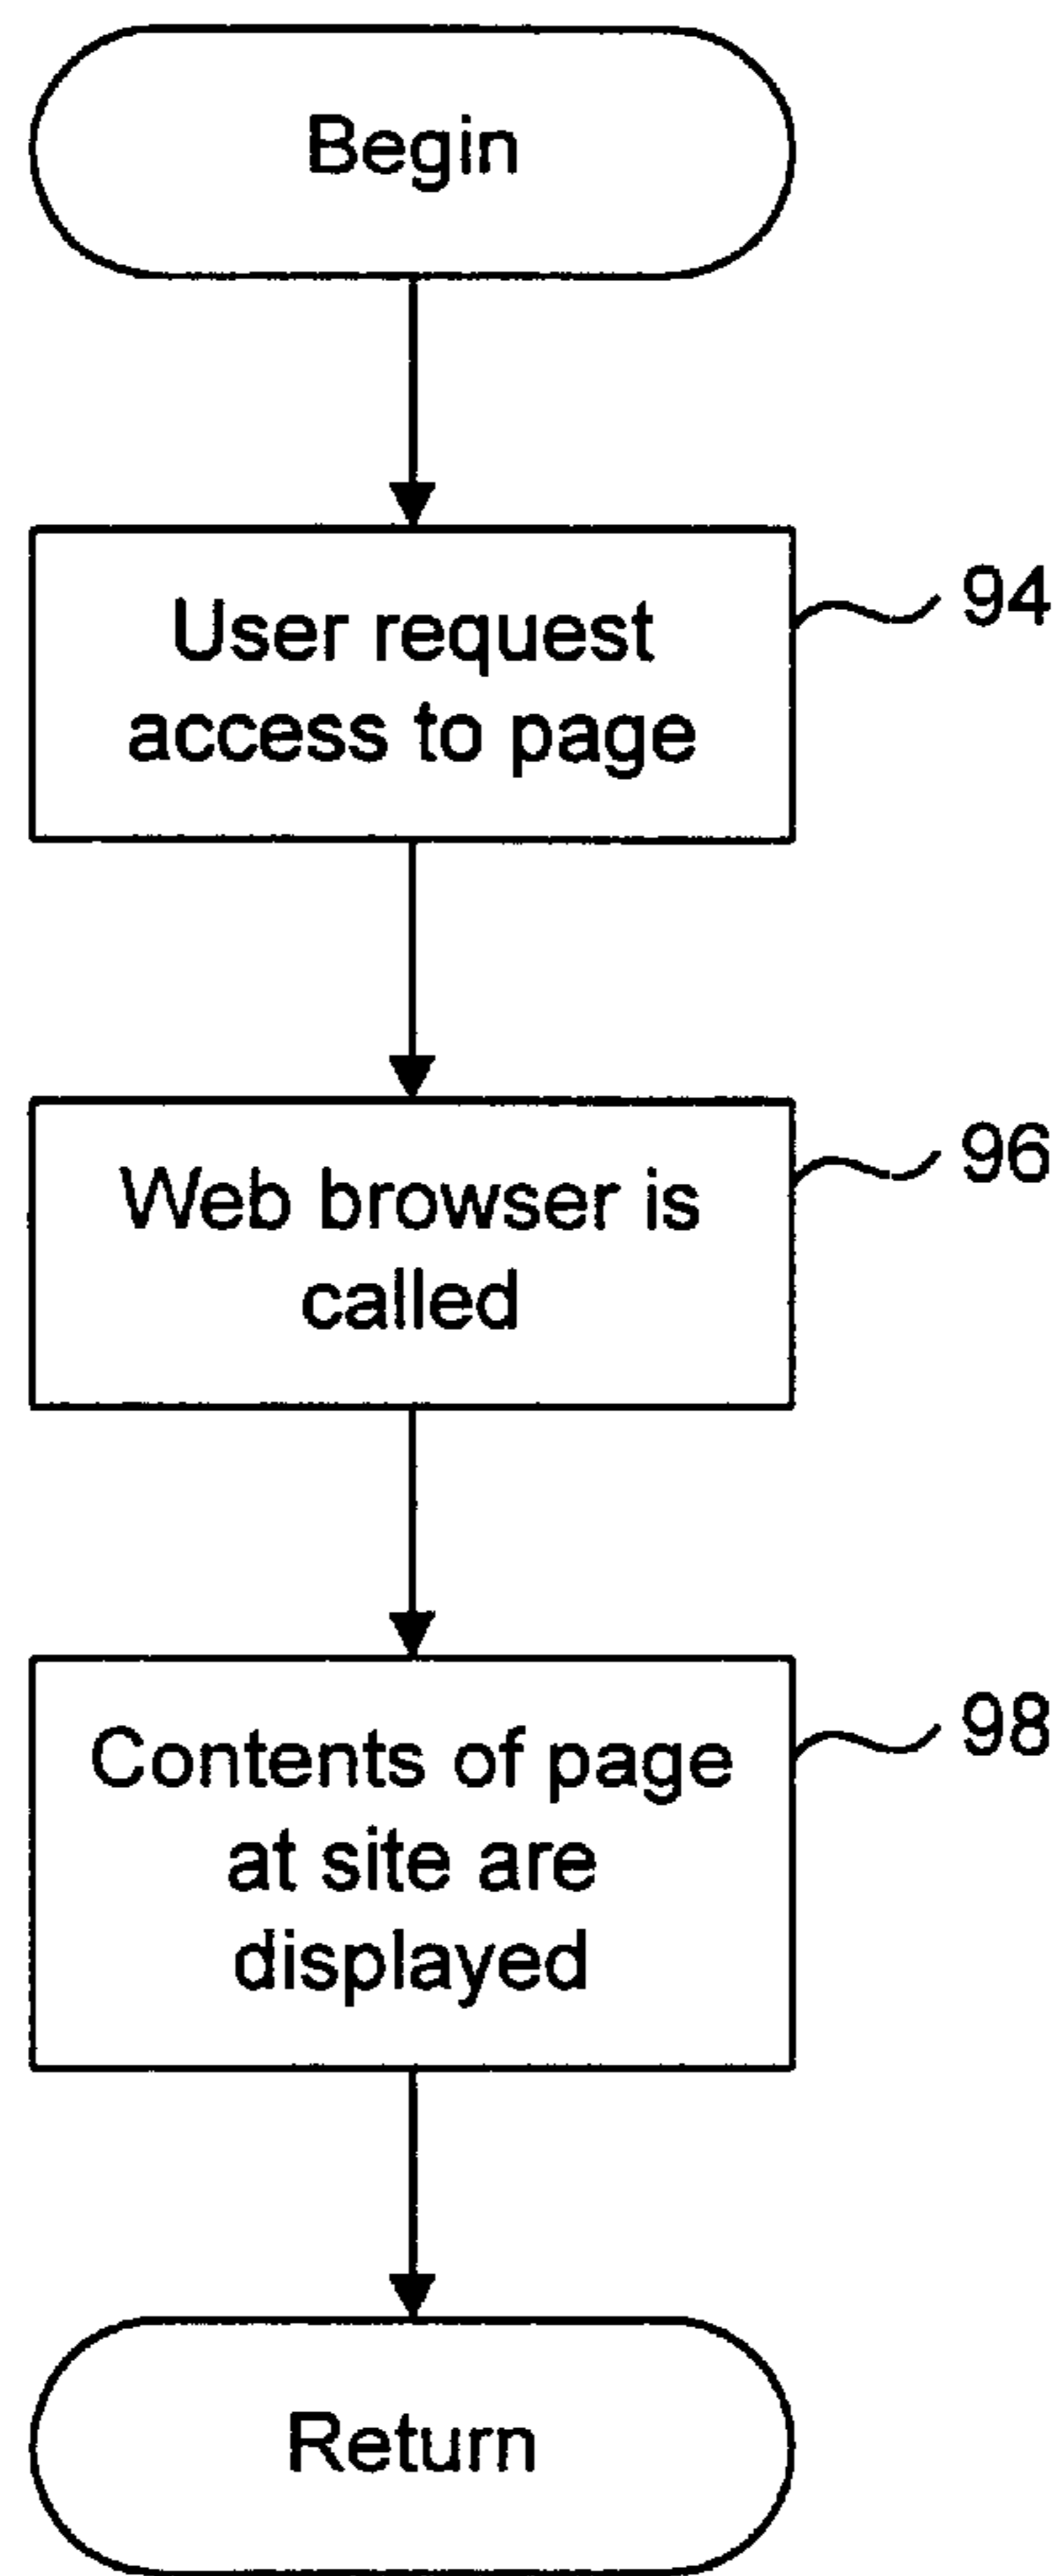 Begin
User request
access to page
94
Web browser is
called
96
Contents of page
at site are
displayed
98
Return